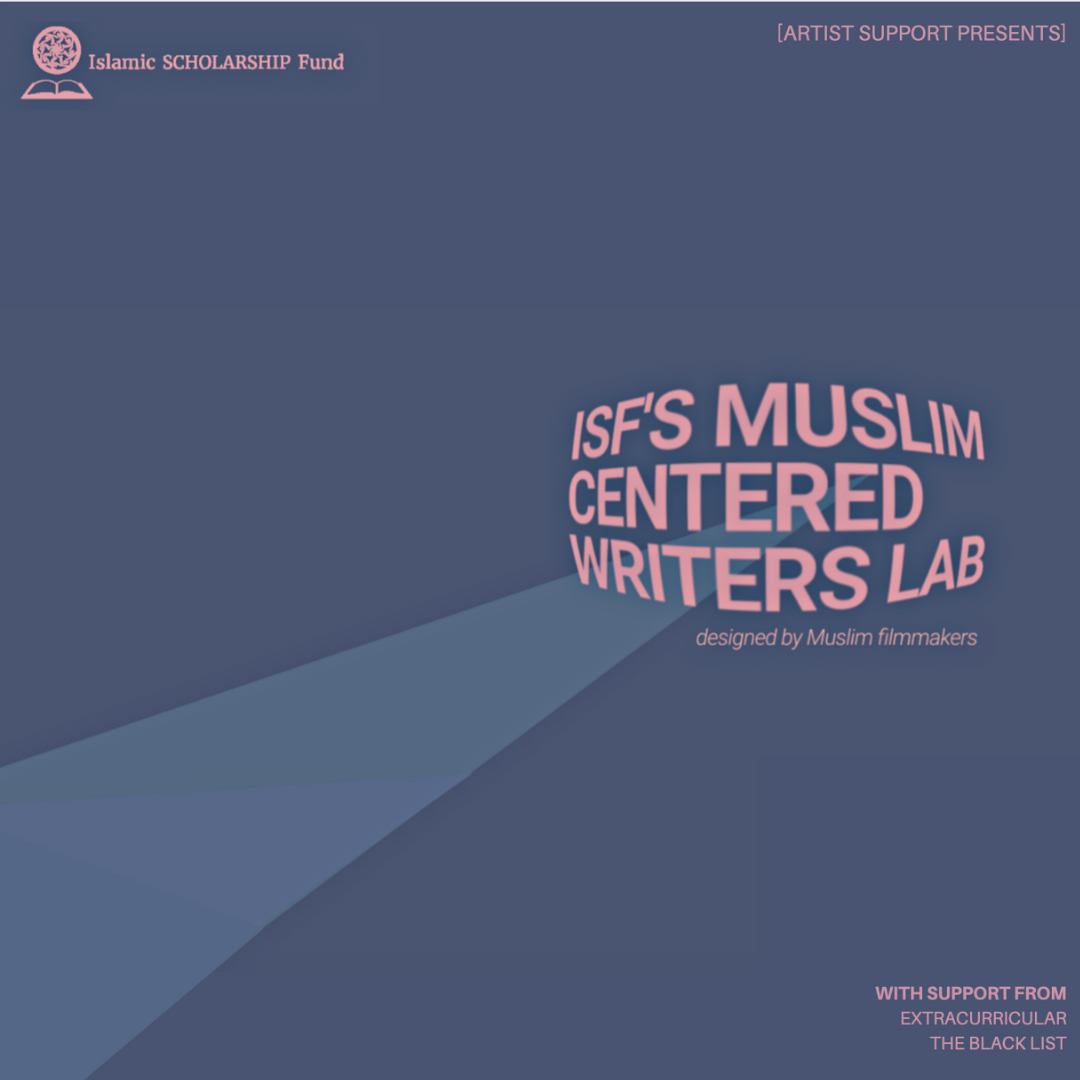 Islamic SCHOLARSHIP Fund
[ARTIST SUPPORT PRESENTS]
ISF'S MUSLIM
CENTERED
WRITERS LAB
designed by Muslim filmmakers
WITH SUPPORT FROM
EXTRACURRICULAR
THE BLACK LIST